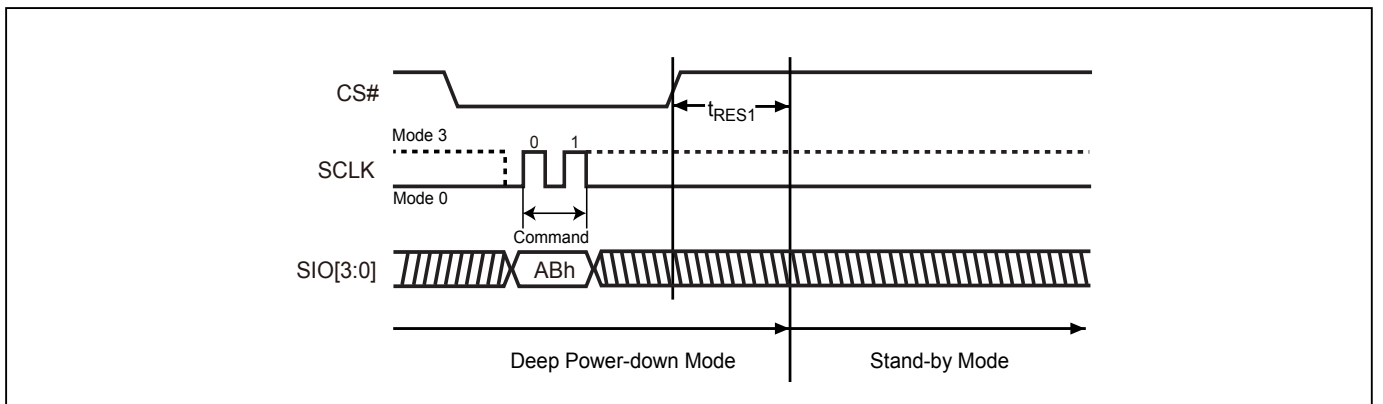 CS#
tRES1
Mode 3
0 1
SCLK
Mode 0
Command
SIO[3:0]
ABh
Deep Power-down Mode
Stand-by Mode